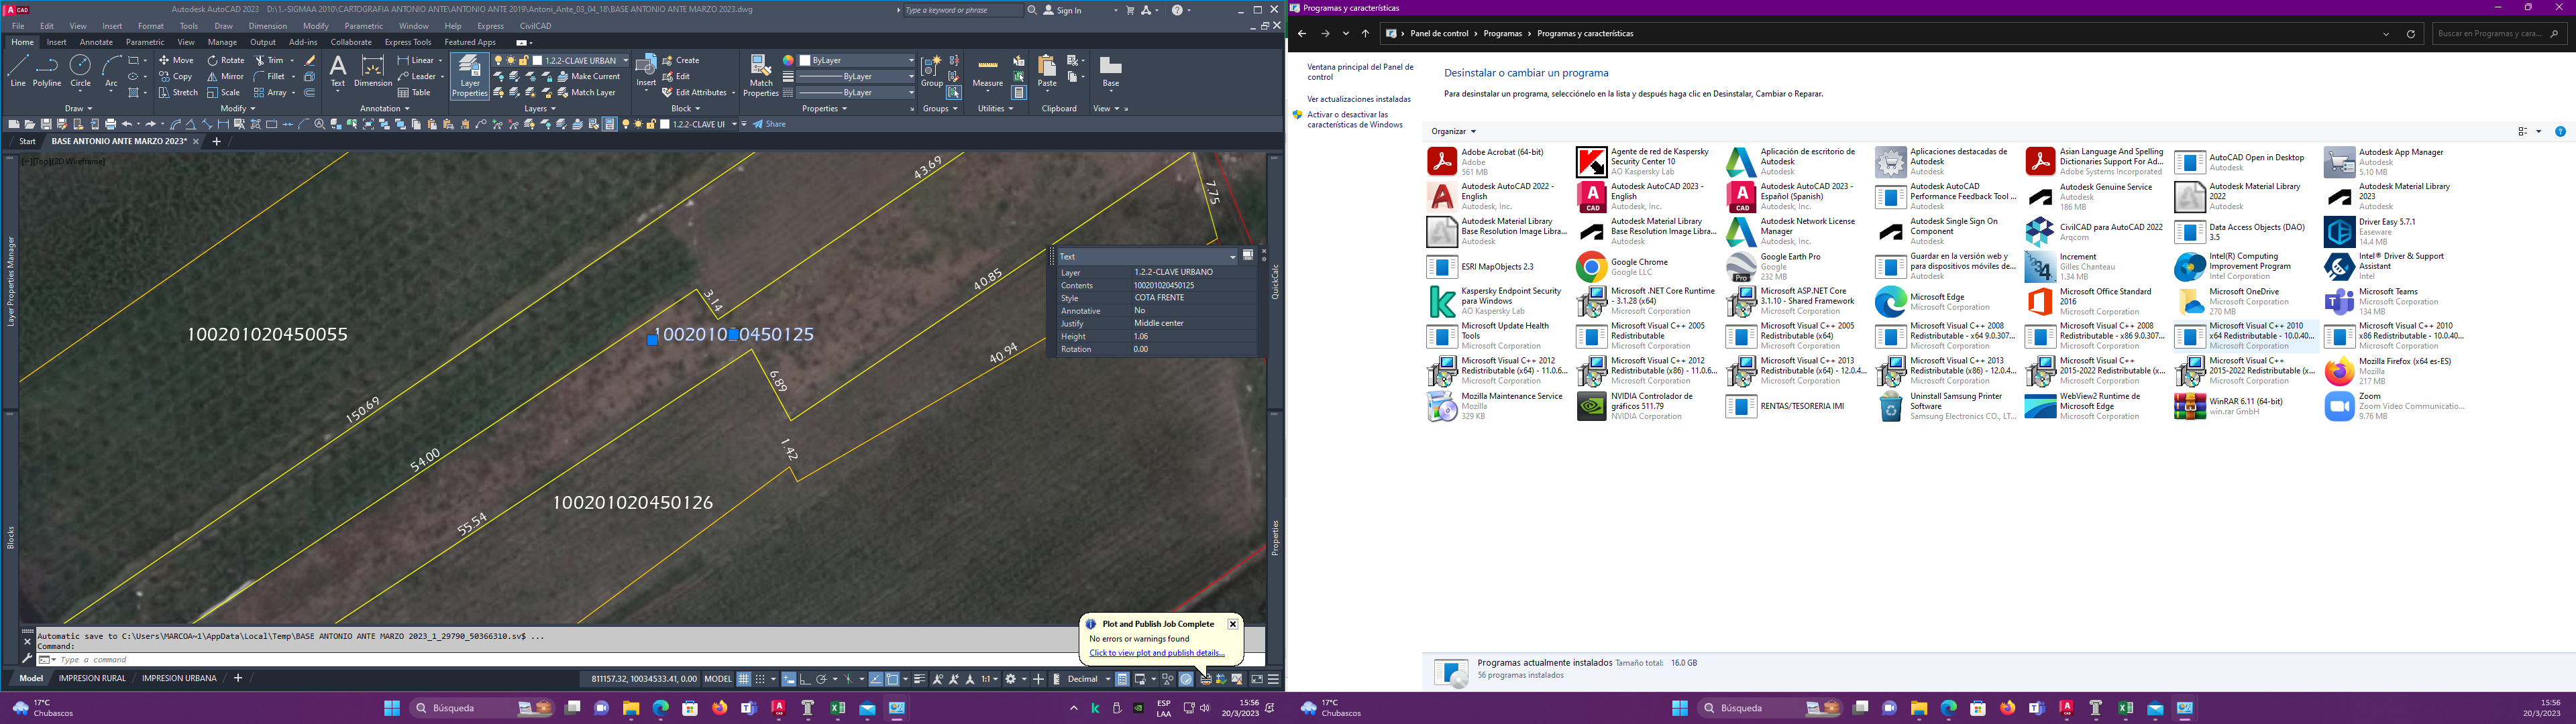 Autodesk AutoCAD 2023 D:\1.-SIGMAA 2010\CARTOGRAFIA ANTONIO ANTE\ANTONIO ANTE 2019\Antoni_Ante_03_04_18\BASE ANTONIO ANTE MARZO 2023.dwg
Type a keyword or phrase
Sign In
File Edit View Insert Format Tools Draw Dimension Modify Parametric Window Help Express CivilCAD
Home Insert Annotate Parametric View Manage Output Add-ins Collaborate Express Tools Featured Apps
Line Polyline Circle Arc
Draw
Move Rotate Trim
Copy Mirror Fillet
Stretch Scale Array
Modify
Text Dimension
Linear
Leader
Table
Annotation
Layer Properties
1.2.2-CLAVE URBAN
Make Current
Match Layer
Layers
Insert
Create
Edit
Edit Attributes
Block
Match Properties
ByLayer
ByLayer
ByLayer
Properties
Group
Groups
Measure
Utilities
Paste
Clipboard
Base
View
1.2.2-CLAVE UI
Share
Start
BASE ANTONIO ANTE MARZO 2023*
[−][Top][2D Wireframe]
Layer Properties Manager
Blocks
QuickCalc
Properties
43.69
7.75
40.85
3.14
100201020450055
100201020450125
40.94
6.89
150.69
1.42
54.00
100201020450126
55.54
Text
Layer 1.2.2-CLAVE URBANO
Contents 100201020450125
Style COTA FRENTE
Annotative No
Justify Middle center
Height 1.06
Rotation 0.00
Plot and Publish Job Complete
No errors or warnings found
Click to view plot and publish details...
Automatic save to C:\Users\MARCOA~1\AppData\Local\Temp\BASE ANTONIO ANTE MARZO 2023_1_29790_50366310.sv$ ...
Command:
Type a command
Model IMPRESION RURAL IMPRESION URBANA
811157.32, 10034533.41, 0.00 MODEL
1:1
Decimal
17°C
Chubascos
Búsqueda
ESP
LAA
15:56
20/3/2023
Programas y características
Panel de control
Programas
Programas y características
Buscar en Programas y cara...
Ventana principal del Panel de control
Ver actualizaciones instaladas
Activar o desactivar las características de Windows
Desinstalar o cambiar un programa
Para desinstalar un programa, selecciónelo en la lista y después haga clic en Desinstalar, Cambiar o Reparar.
Organizar
Adobe Acrobat (64-bit)
Adobe
561 MB
Agente de red de Kaspersky Security Center 10
AO Kaspersky Lab
Aplicación de escritorio de Autodesk
Autodesk
Aplicaciones destacadas de Autodesk
Autodesk
Asian Language And Spelling Dictionaries Support For Ad...
Adobe Systems Incorporated
AutoCAD Open in Desktop
Autodesk
Autodesk App Manager
Autodesk
5.10 MB
Autodesk AutoCAD 2022 - English
Autodesk, Inc.
Autodesk AutoCAD 2023 - English
Autodesk, Inc.
Autodesk AutoCAD 2023 - Español (Spanish)
Autodesk, Inc.
Autodesk AutoCAD Performance Feedback Tool ...
Autodesk
Autodesk Genuine Service
Autodesk
186 MB
Autodesk Material Library 2022
Autodesk
Autodesk Material Library 2023
Autodesk
Autodesk Material Library Base Resolution Image Libra...
Autodesk
Autodesk Material Library Base Resolution Image Libra...
Autodesk
Autodesk Network License Manager
Autodesk, Inc.
Autodesk Single Sign On Component
Autodesk
CivilCAD para AutoCAD 2022
Arqcom
Data Access Objects (DAO) 3.5
Driver Easy 5.7.1
Easeware
14.4 MB
ESRI MapObjects 2.3
Google Chrome
Google LLC
Google Earth Pro
Google
232 MB
Guardar en la versión web y para dispositivos móviles de...
Autodesk
Increment
Gilles Chanteau
1.34 MB
Intel(R) Computing Improvement Program
Intel Corporation
Intel® Driver & Support Assistant
Intel
Kaspersky Endpoint Security para Windows
AO Kaspersky Lab
Microsoft .NET Core Runtime - 3.1.28 (x64)
Microsoft Corporation
Microsoft ASP.NET Core 3.1.10 - Shared Framework
Microsoft Corporation
Microsoft Edge
Microsoft Corporation
Microsoft Office Standard 2016
Microsoft Corporation
Microsoft OneDrive
Microsoft Corporation
270 MB
Microsoft Teams
Microsoft Corporation
134 MB
Microsoft Update Health Tools
Microsoft Corporation
Microsoft Visual C++ 2005 Redistributable
Microsoft Corporation
Microsoft Visual C++ 2005 Redistributable (x64)
Microsoft Corporation
Microsoft Visual C++ 2008 Redistributable - x64 9.0.307...
Microsoft Corporation
Microsoft Visual C++ 2008 Redistributable - x86 9.0.307...
Microsoft Corporation
Microsoft Visual C++ 2010 x64 Redistributable - 10.0.40...
Microsoft Corporation
Microsoft Visual C++ 2010 x86 Redistributable - 10.0.40...
Microsoft Corporation
Microsoft Visual C++ 2012 Redistributable (x64) - 11.0.6...
Microsoft Corporation
Microsoft Visual C++ 2012 Redistributable (x86) - 11.0.6...
Microsoft Corporation
Microsoft Visual C++ 2013 Redistributable (x64) - 12.0.4...
Microsoft Corporation
Microsoft Visual C++ 2013 Redistributable (x86) - 12.0.4...
Microsoft Corporation
Microsoft Visual C++ 2015-2022 Redistributable (x...
Microsoft Corporation
Microsoft Visual C++ 2015-2022 Redistributable (x...
Microsoft Corporation
Mozilla Firefox (x64 es-ES)
Mozilla
217 MB
Mozilla Maintenance Service
Mozilla
329 KB
NVIDIA Controlador de gráficos 511.79
NVIDIA Corporation
RENTAS/TESORERIA IMI
Uninstall Samsung Printer Software
Samsung Electronics CO., LT...
WebView2 Runtime de Microsoft Edge
Microsoft Corporation
WinRAR 6.11 (64-bit)
win.rar GmbH
Zoom
Zoom Video Communicatio...
9.76 MB
Programas actualmente instalados Tamaño total: 16.0 GB
56 programas instalados
17°C
Chubascos
Búsqueda
15:56
20/3/2023